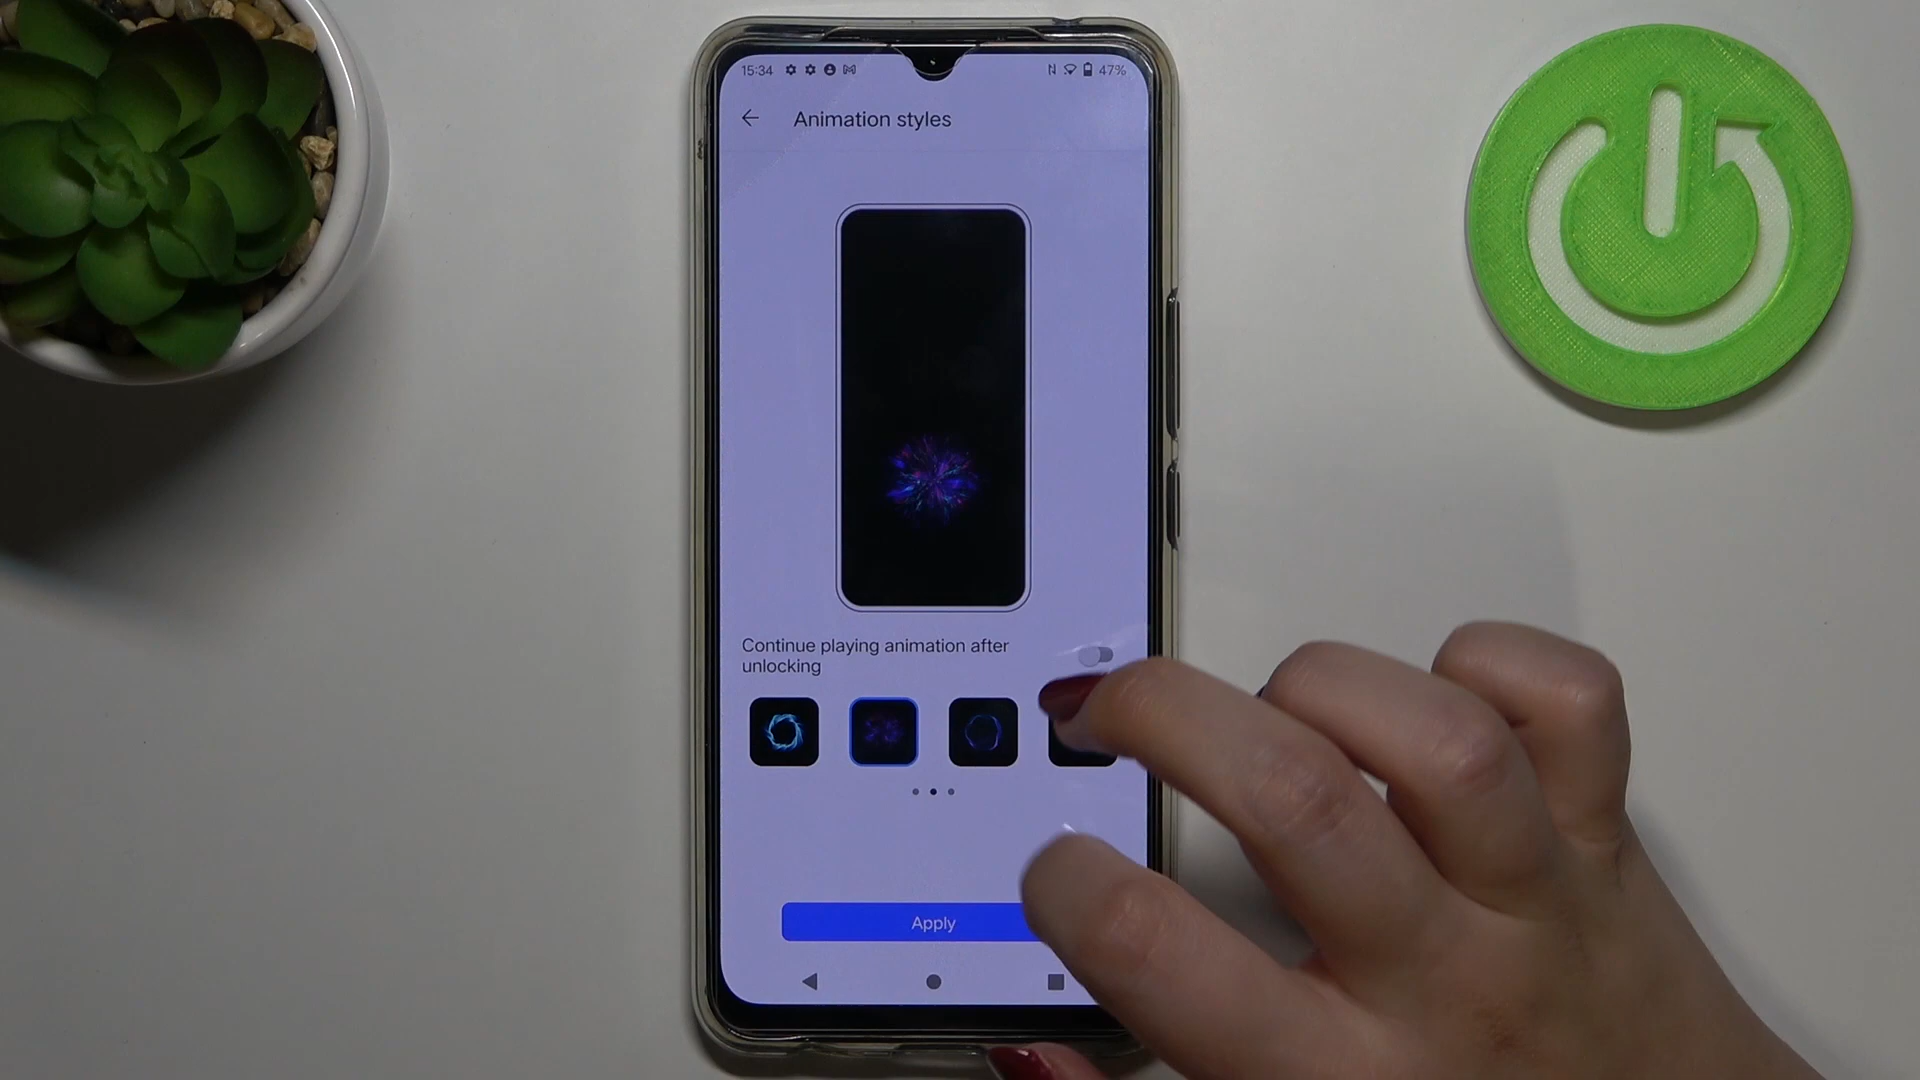 15:34
47%
Animation styles
Continue playing animation after
unlocking
Apply